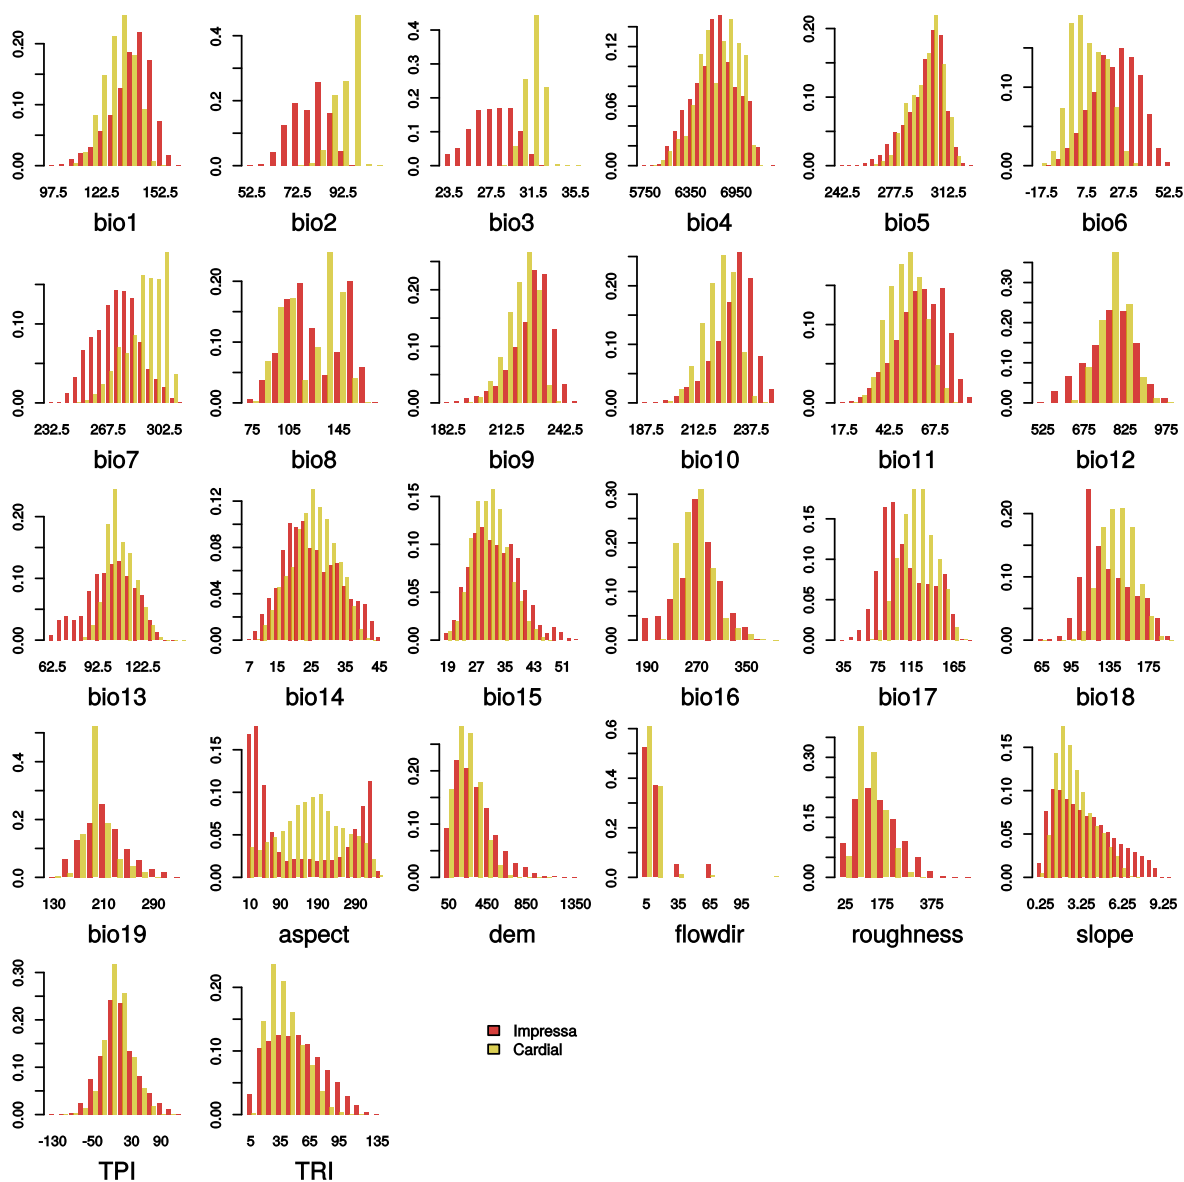 0.00 0.10 0.20
97.5 122.5 152.5
bio1
0.0 0.2 0.4
52.5 72.5 92.5
bio2
0.0 0.1 0.2 0.3 0.4
23.5 27.5 31.5 35.5
bio3
0.00 0.06 0.12
5750 6350 6950
bio4
0.00 0.10 0.20
242.5 277.5 312.5
bio5
0.00 0.10
-17.5 7.5 27.5 52.5
bio6
0.00 0.10
232.5 267.5 302.5
bio7
0.00 0.10 0.20
75 105 145
bio8
0.00 0.10 0.20
182.5 212.5 242.5
bio9
0.00 0.10 0.20
187.5 212.5 237.5
bio10
0.00 0.10
17.5 42.5 67.5
bio11
0.00 0.10 0.20 0.30
525 675 825 975
bio12
0.00 0.10 0.20
62.5 92.5 122.5
bio13
0.00 0.04 0.08 0.12
7 15 25 35 45
bio14
0.00 0.05 0.10 0.15
19 27 35 43 51
bio15
0.00 0.10 0.20 0.30
190 270 350
bio16
0.00 0.05 0.15
35 75 115 165
bio17
0.00 0.10 0.20
65 95 135 175
bio18
0.0 0.2 0.4
130 210 290
bio19
0.00 0.05 0.10 0.15
10 90 190 290
aspect
0.00 0.10 0.20
50 450 850 1350
dem
0.0 0.2 0.4 0.6
5 35 65 95
flowdir
0.00 0.15 0.30
25 175 375
roughness
0.00 0.05 0.10 0.15
0.25 3.25 6.25 9.25
slope
0.00 0.10 0.20 0.30
-130 -50 30 90
TPI
0.00 0.10 0.20
5 35 65 95 135
TRI
Impressa
Cardial